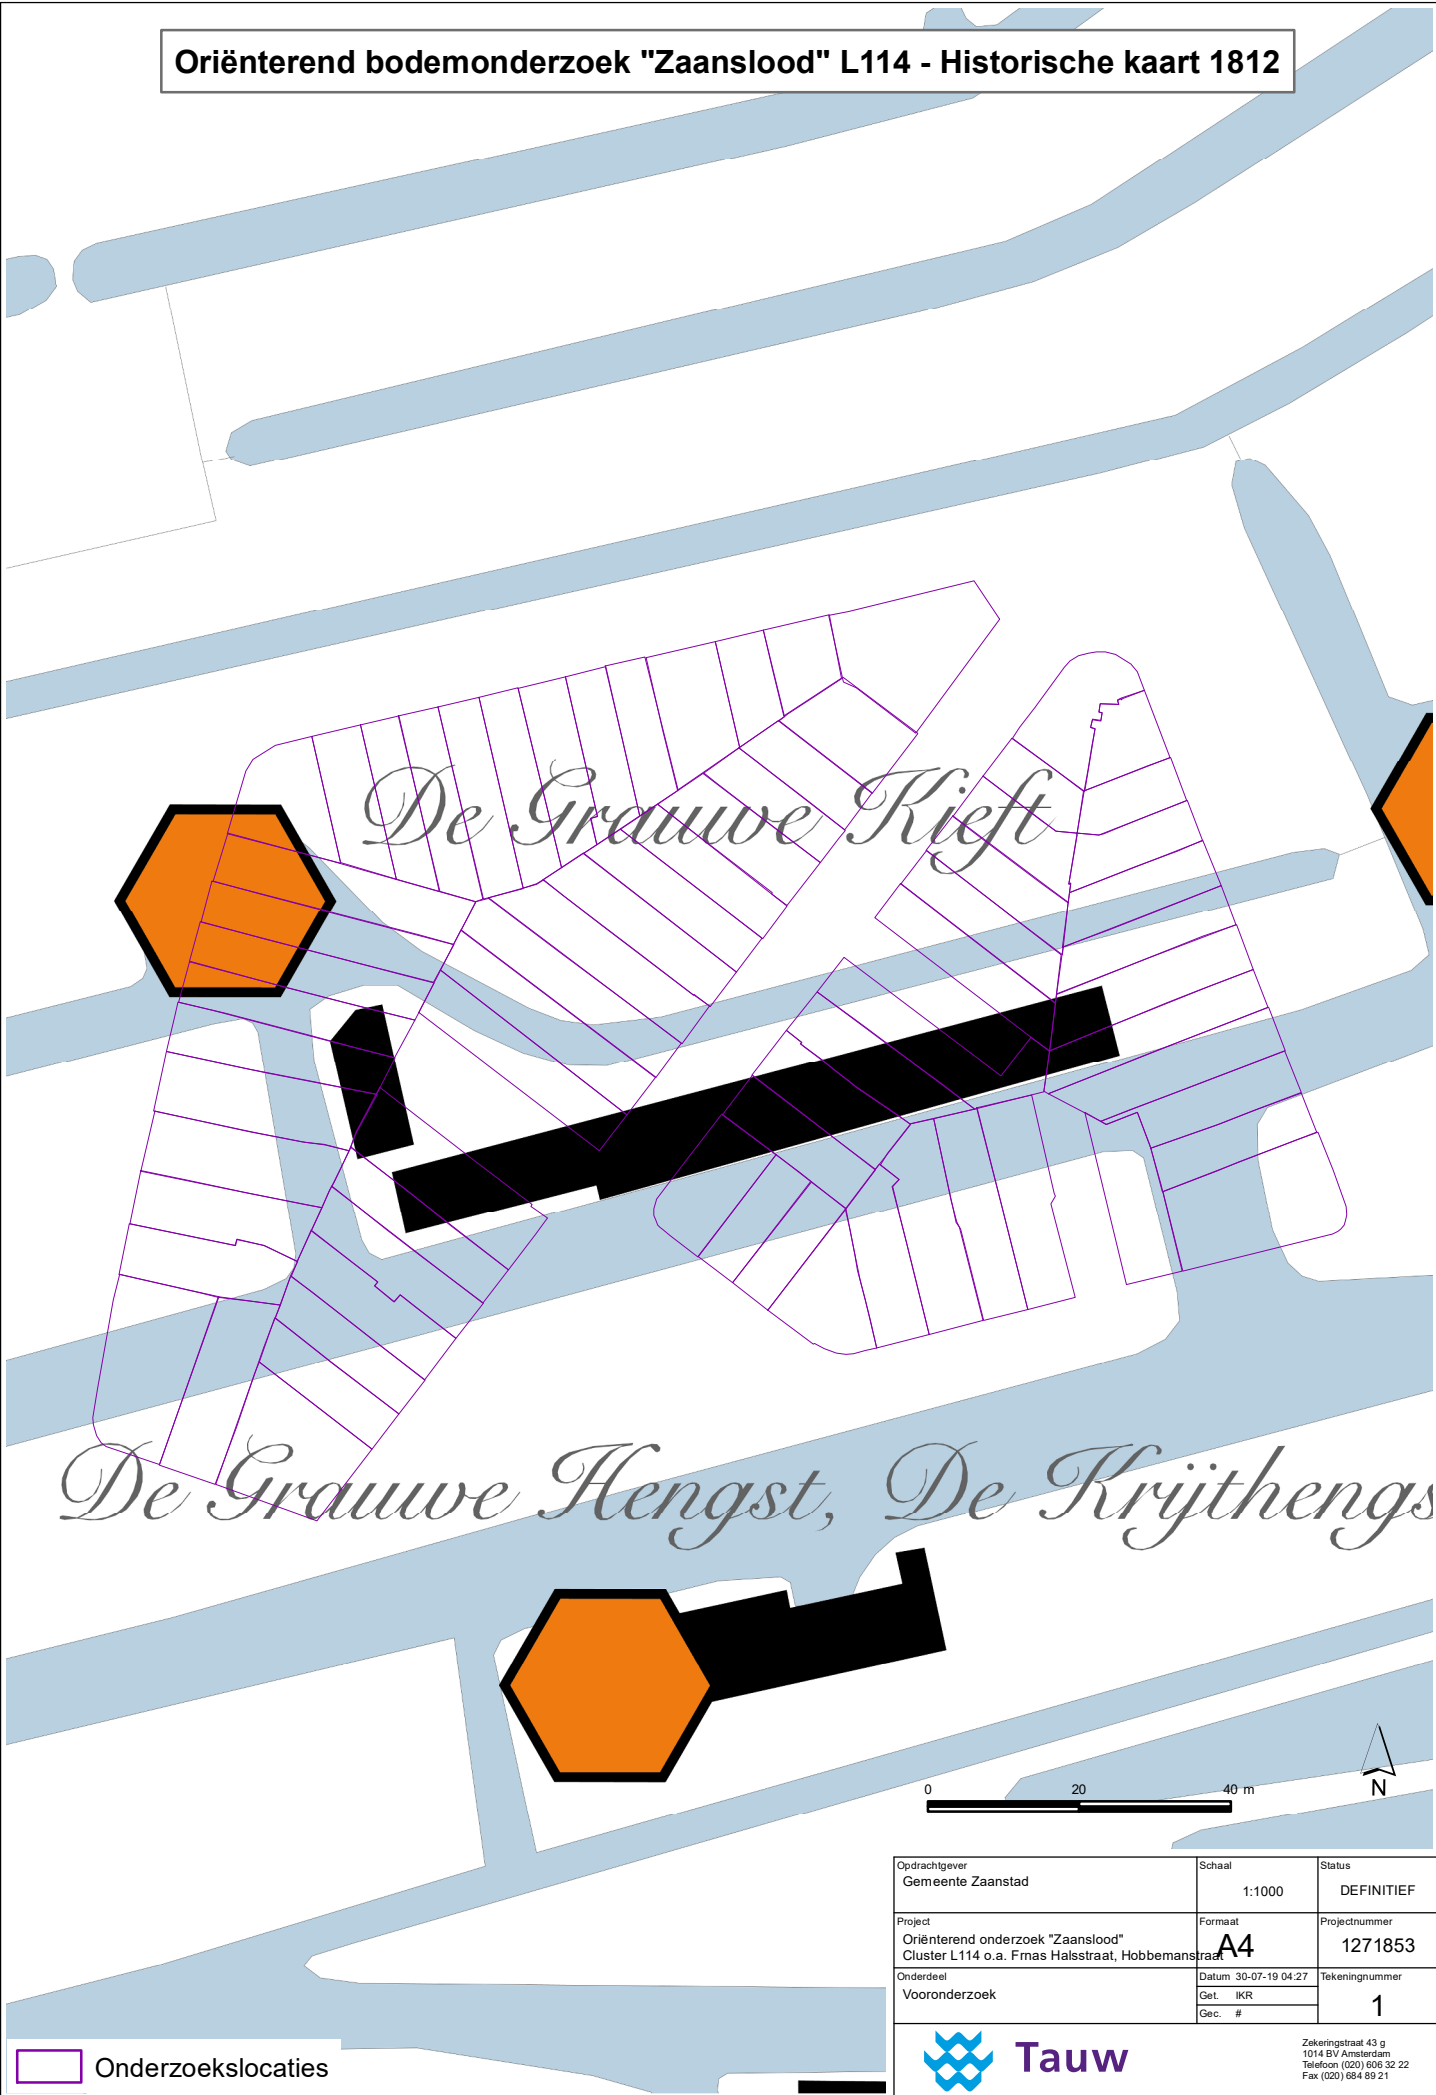 Oriënterend bodemonderzoek "Zaanslood" L114 - Historische kaart 1812
De Grauwe Kieft
De Grauwe Hengst, De Krijthengs
0 20 40 m
N
Opdrachtgever
Gemeente Zaanstad
Schaal
1:1000
Status
DEFINITIEF
Project
Oriënterend onderzoek "Zaanslood"
Cluster L114 o.a. Frnas Halsstraat, Hobbemanstraat
Formaat
A4
Projectnummer
1271853
Onderdeel
Vooronderzoek
Datum 30-07-19 04:27
Get. IKR
Gec. #
Tekeningnummer
1
Tauw
Zekeringstraat 43 g
1014 BV Amsterdam
Telefoon (020) 606 32 22
Fax (020) 684 89 21
Onderzoekslocaties